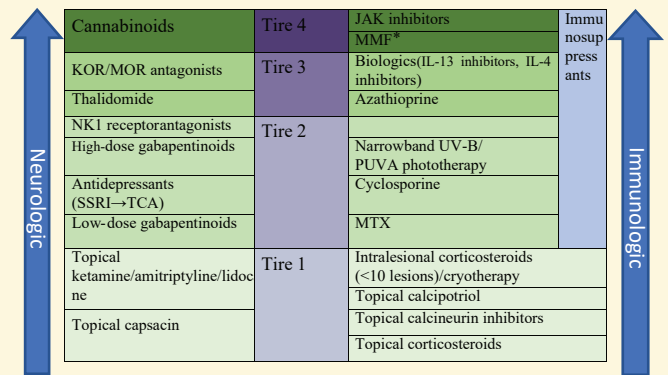 Neurologic
Cannabinoids
Tire 4
JAK inhibitors
MMF*
Immu
nosup
press
ants
KOR/MOR antagonists
Tire 3
Biologics(IL-13 inhibitors, IL-4
inhibitors)
Thalidomide
Azathioprine
NK1 receptorantagonists
Tire 2
High-dose gabapentinoids
Narrowband UV-B/
PUVA phototherapy
Antidepressants
(SSRI→TCA)
Cyclosporine
Low-dose gabapentinoids
MTX
Topical
ketamine/amitriptyline/lidoc
ne
Tire 1
Intralesional corticosteroids
(<10 lesions)/cryotherapy
Topical calcipotriol
Topical capsacin
Topical calcineurin inhibitors
Topical corticosteroids
Immunologic